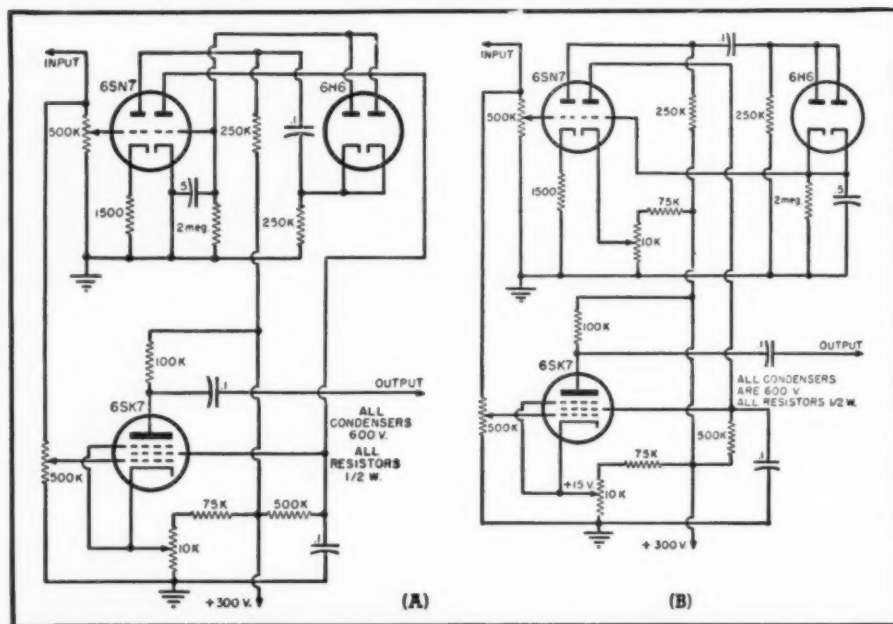 INPUT
6SN7
6H6
500K
250K
.1
.5
1500
2meg.
250K
100K
6SK7
.1
OUTPUT
ALL
CONDENSERS
600 V.
ALL
RESISTORS
1/2 W.
500K
75K
500K
10K
.1
+300 V.
(A)
INPUT
.1
6SN7
6H6
500K
250K
250K
1500
75K
10K
2meg.
.5
100K
6SK7
.1
OUTPUT
ALL CONDENSERS
ARE 600 V.
ALL RESISTORS 1/2 W.
500K
500K
75K
+15 V.
10K
.1
+300 V.
(B)